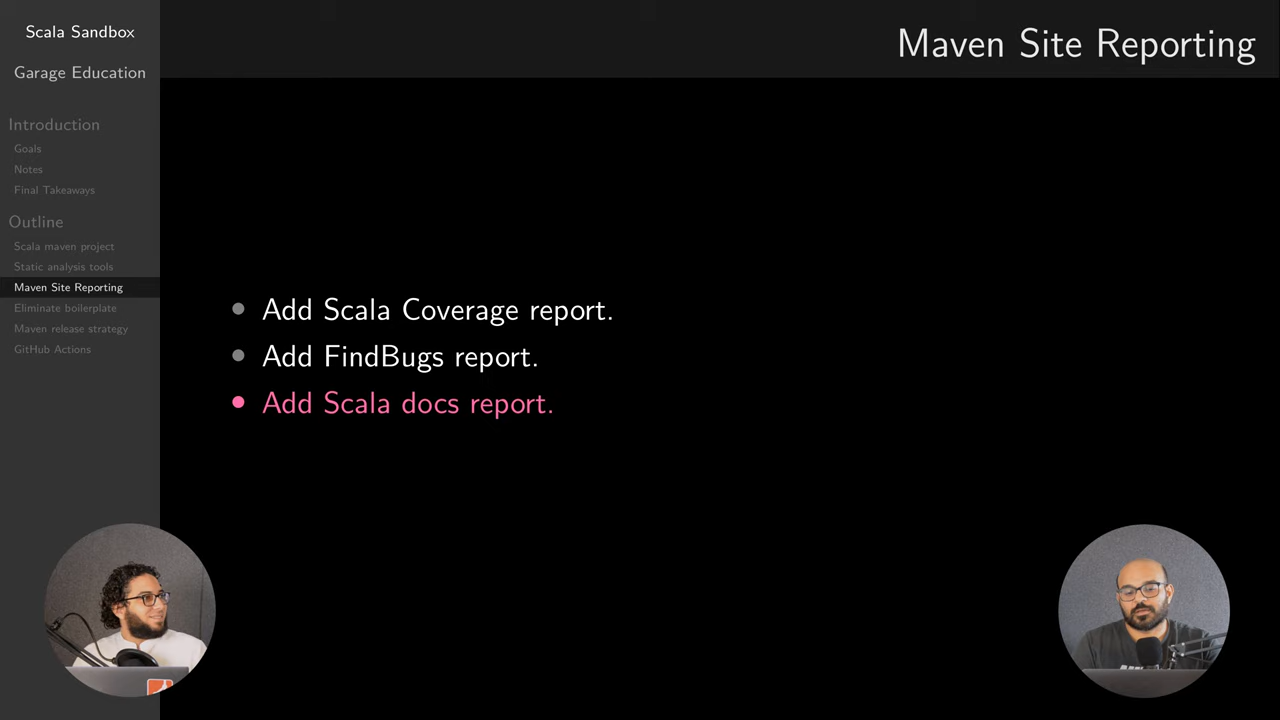 Scala Sandbox
Garage Education
Introduction
Goals
Notes
Final Takeaways
Outline
Scala maven project
Static analysis tools
Maven Site Reporting
Eliminate boilerplate
Maven release strategy
GitHub Actions
Maven Site Reporting
Add Scala Coverage report.
Add FindBugs report.
Add Scala docs report.